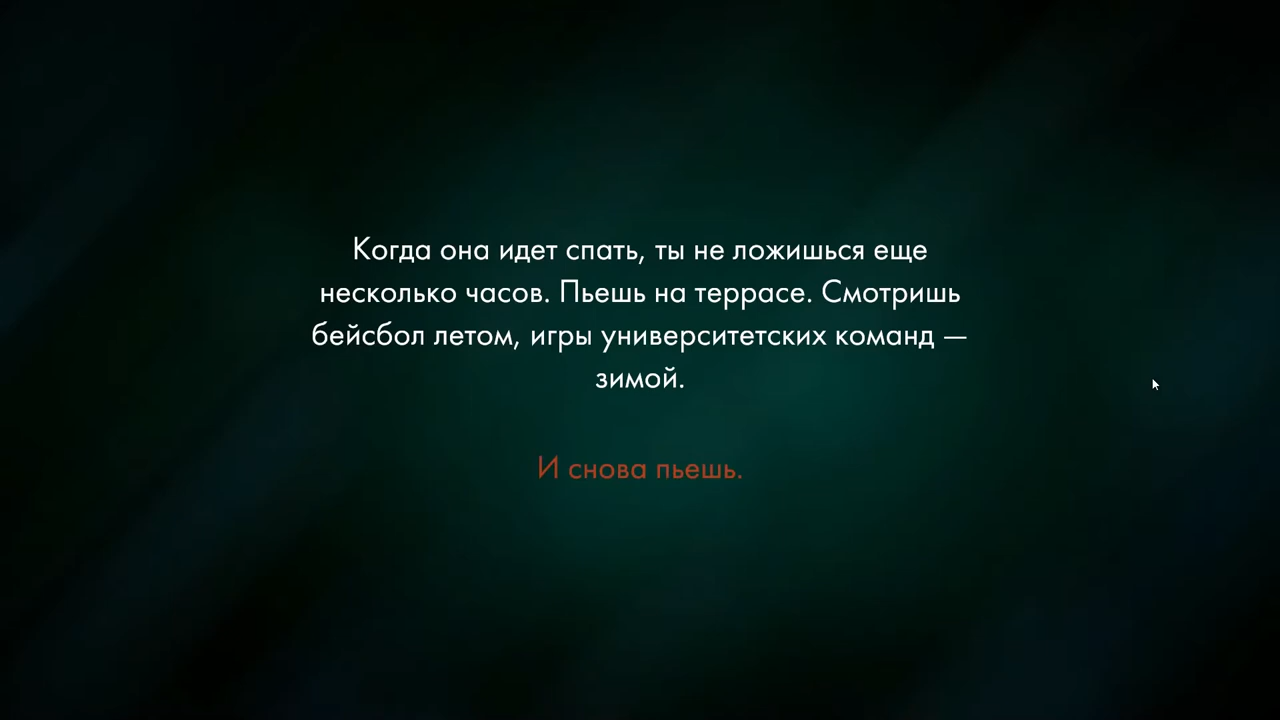 Когда она идет спать, ты не ложишься еще
несколько часов. Пьешь на террасе. Смотришь
бейсбол летом, игры университетских команд —
зимой.
И снова пьешь.